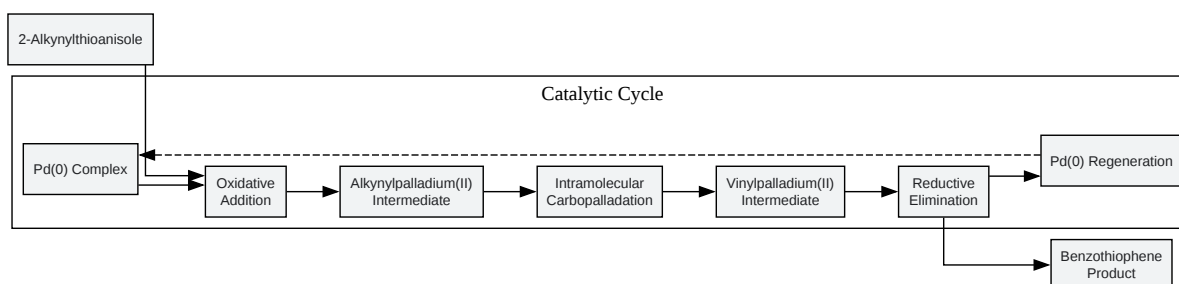 2-Alkynylthioanisole
Catalytic Cycle
Pd(0) Complex
Oxidative
Addition
Alkynylpalladium(II)
Intermediate
Intramolecular
Carbopalladation
Vinylpalladium(II)
Intermediate
Reductive
Elimination
Pd(0) Regeneration
Benzothiophene
Product